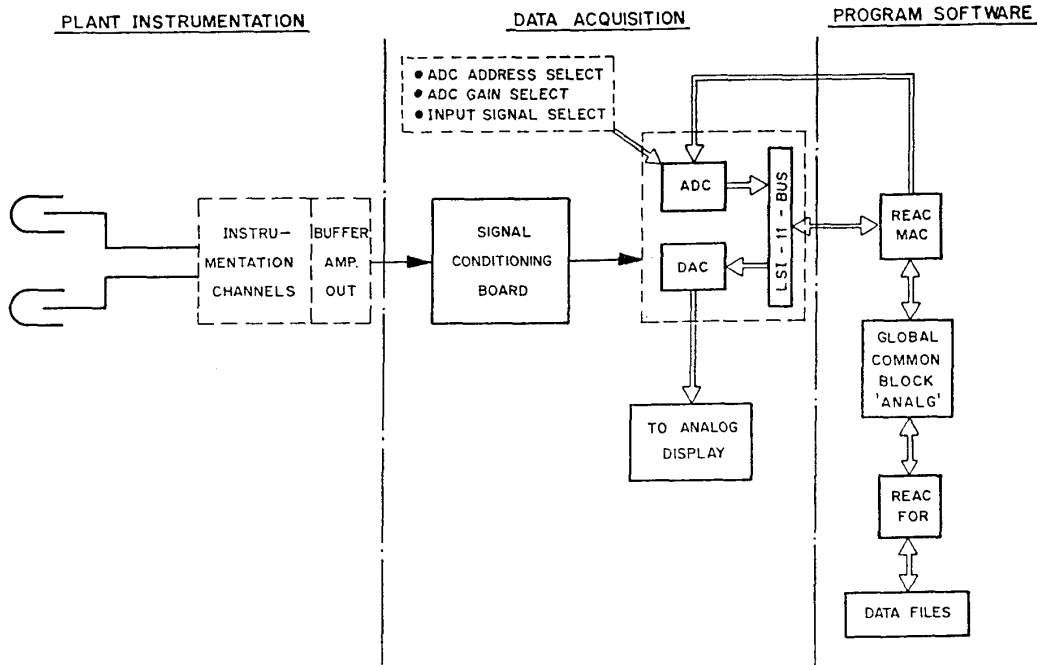 PLANT INSTRUMENTATION
DATA ACQUISITION
PROGRAM SOFTWARE
● ADC ADDRESS SELECT
● ADC GAIN SELECT
● INPUT SIGNAL SELECT
INSTRU-
MENTATION
CHANNELS
BUFFER
AMP.
OUT
SIGNAL
CONDITIONING
BOARD
ADC
DAC
LSI - 11 - BUS
TO ANALOG
DISPLAY
REAC
MAC
GLOBAL
COMMON
BLOCK
'ANALG'
REAC
FOR
DATA FILES